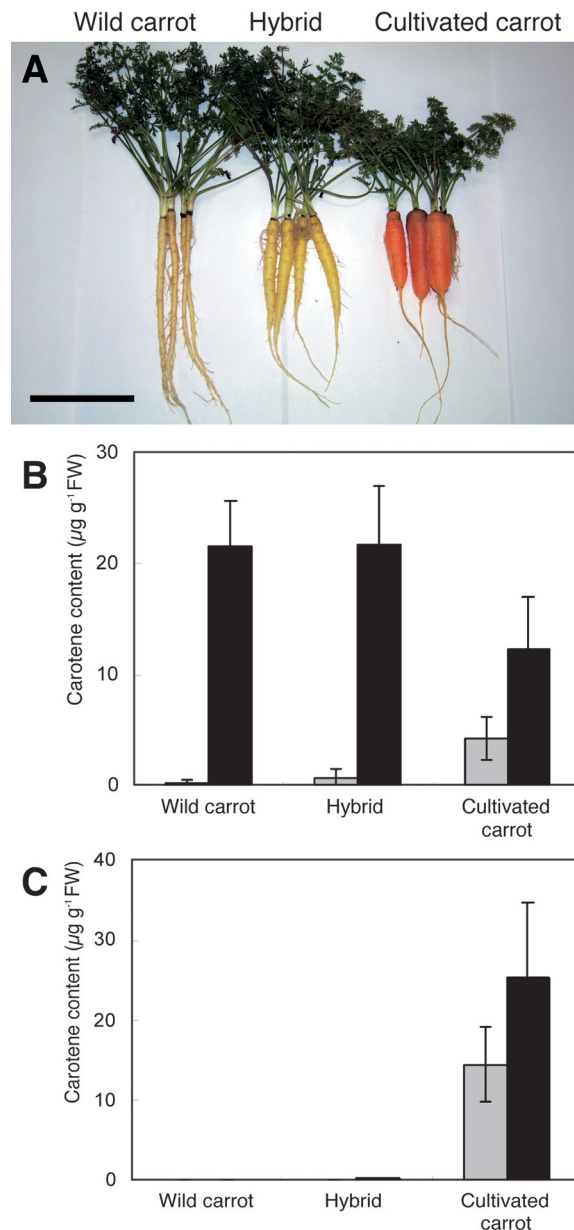 Wild carrot Hybrid Cultivated carrot
A
B
Carotene content (µg g⁻¹ FW)
30
20
10
0
Wild carrot Hybrid Cultivated
carrot
C
Carotene content (µg g⁻¹ FW)
40
30
20
10
0
Wild carrot Hybrid Cultivated
carrot